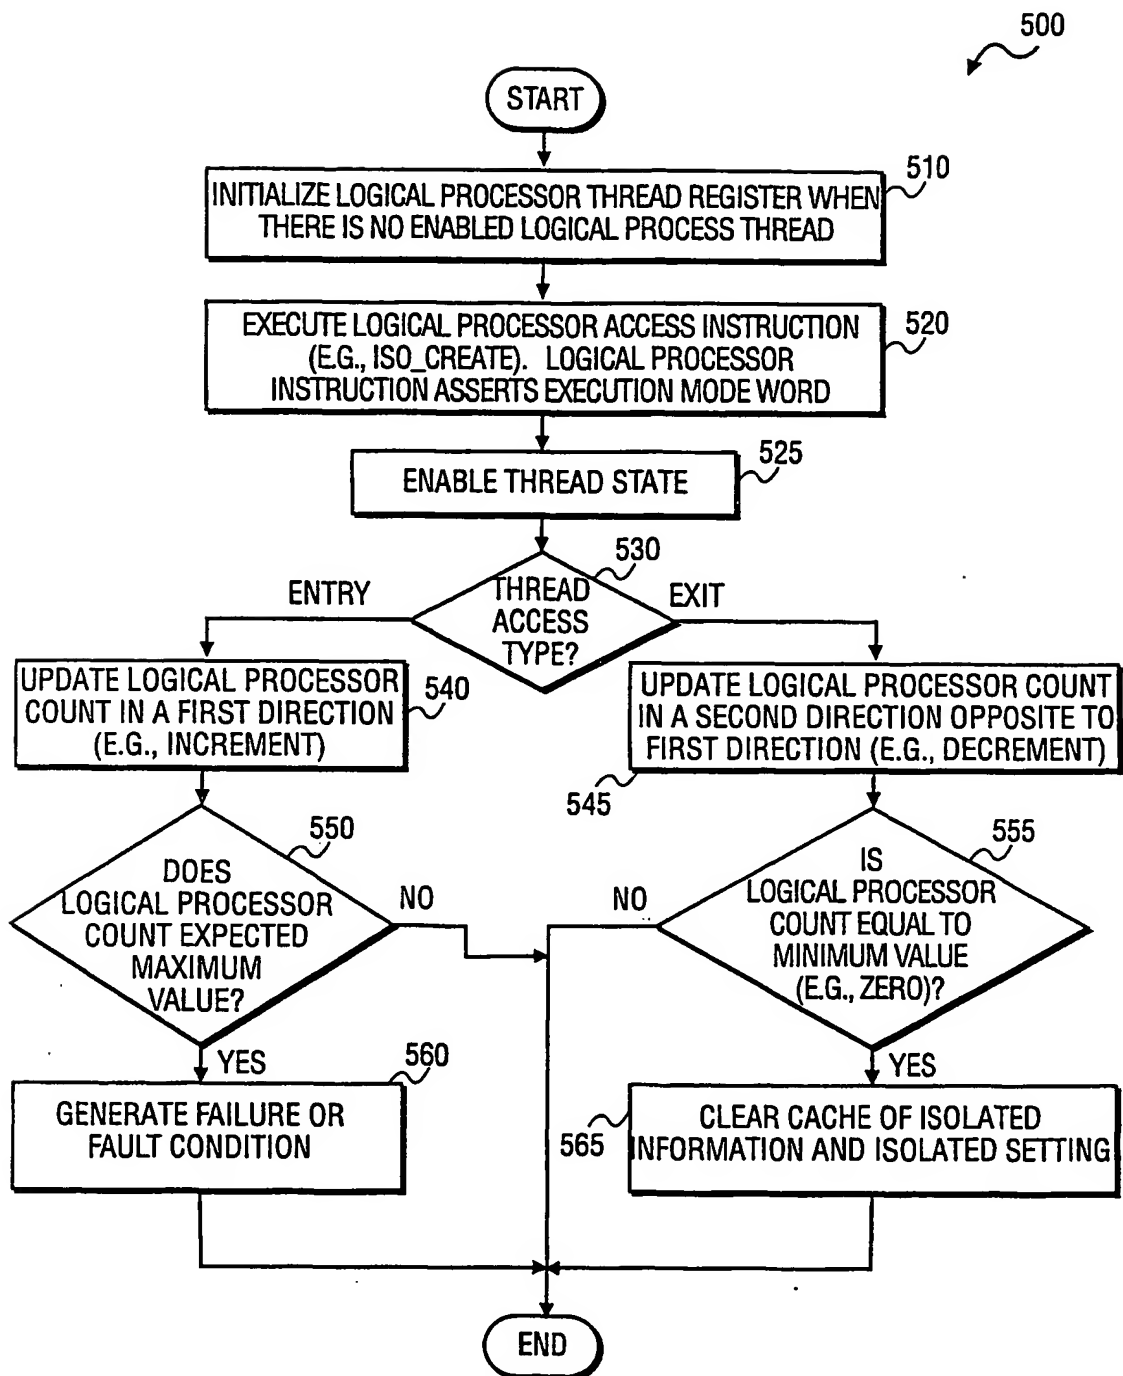 500
START
510
INITIALIZE LOGICAL PROCESSOR THREAD REGISTER WHEN
THERE IS NO ENABLED LOGICAL PROCESS THREAD
520
EXECUTE LOGICAL PROCESSOR ACCESS INSTRUCTION
(E.G., ISO_CREATE). LOGICAL PROCESSOR
INSTRUCTION ASSERTS EXECUTION MODE WORD
525
ENABLE THREAD STATE
530
THREAD
ACCESS
TYPE?
ENTRY
EXIT
UPDATE LOGICAL PROCESSOR
COUNT IN A FIRST DIRECTION
(E.G., INCREMENT)
540
UPDATE LOGICAL PROCESSOR COUNT
IN A SECOND DIRECTION OPPOSITE TO
FIRST DIRECTION (E.G., DECREMENT)
545
550
DOES
LOGICAL PROCESSOR
COUNT EXPECTED
MAXIMUM
VALUE?
NO
YES
555
IS
LOGICAL PROCESSOR
COUNT EQUAL TO
MINIMUM VALUE
(E.G., ZERO)?
NO
YES
560
GENERATE FAILURE OR
FAULT CONDITION
565
CLEAR CACHE OF ISOLATED
INFORMATION AND ISOLATED SETTING
END